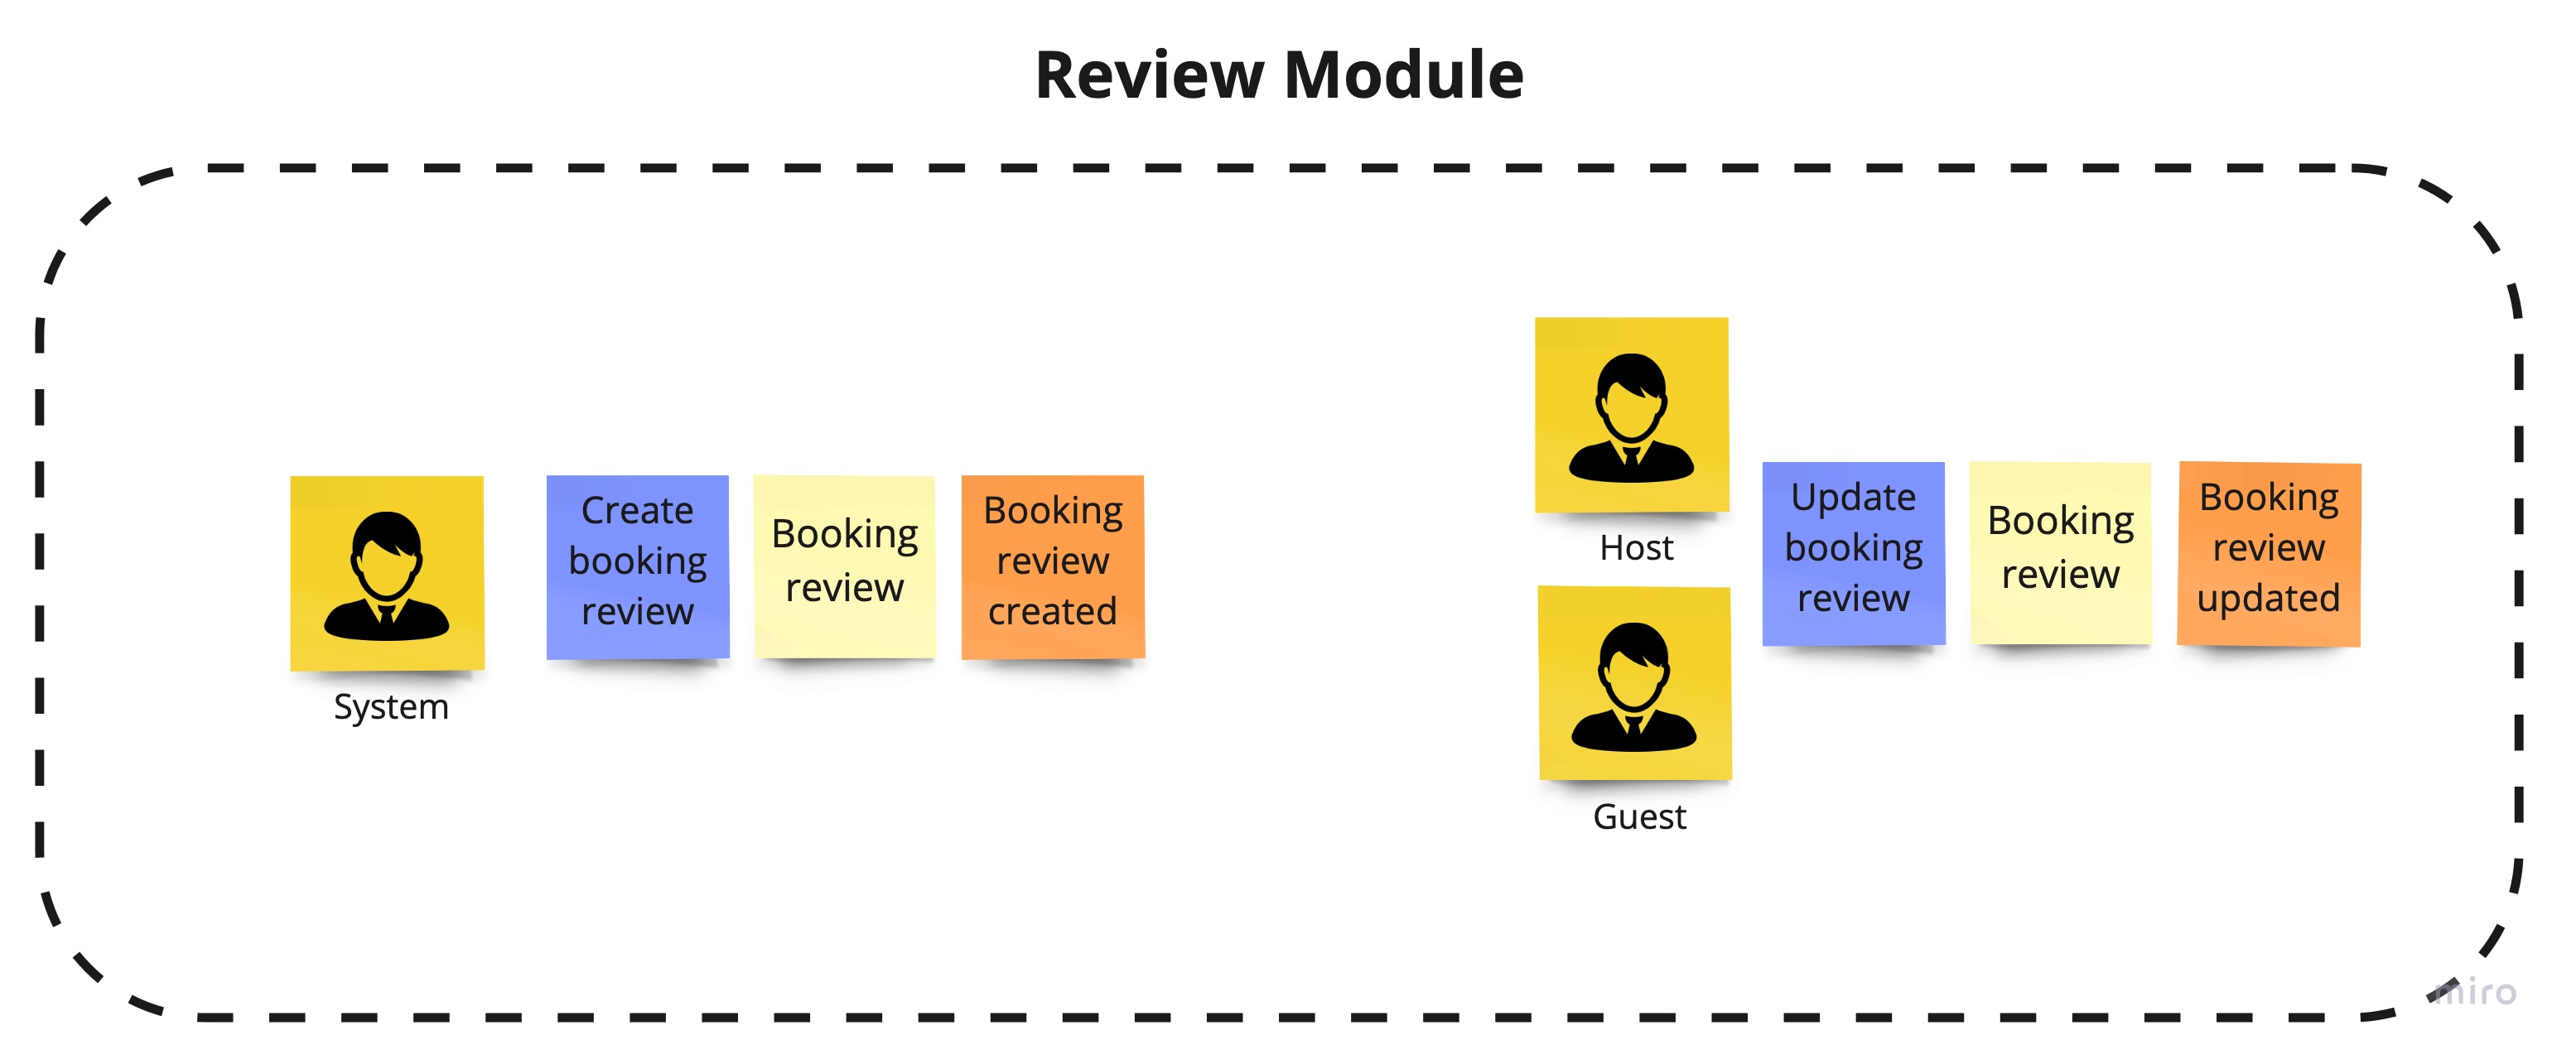 Review Module
System
Create
booking
review
Booking
review
Booking
review
created
Host
Guest
Update
booking
review
Booking
review
Booking
review
updated
miro